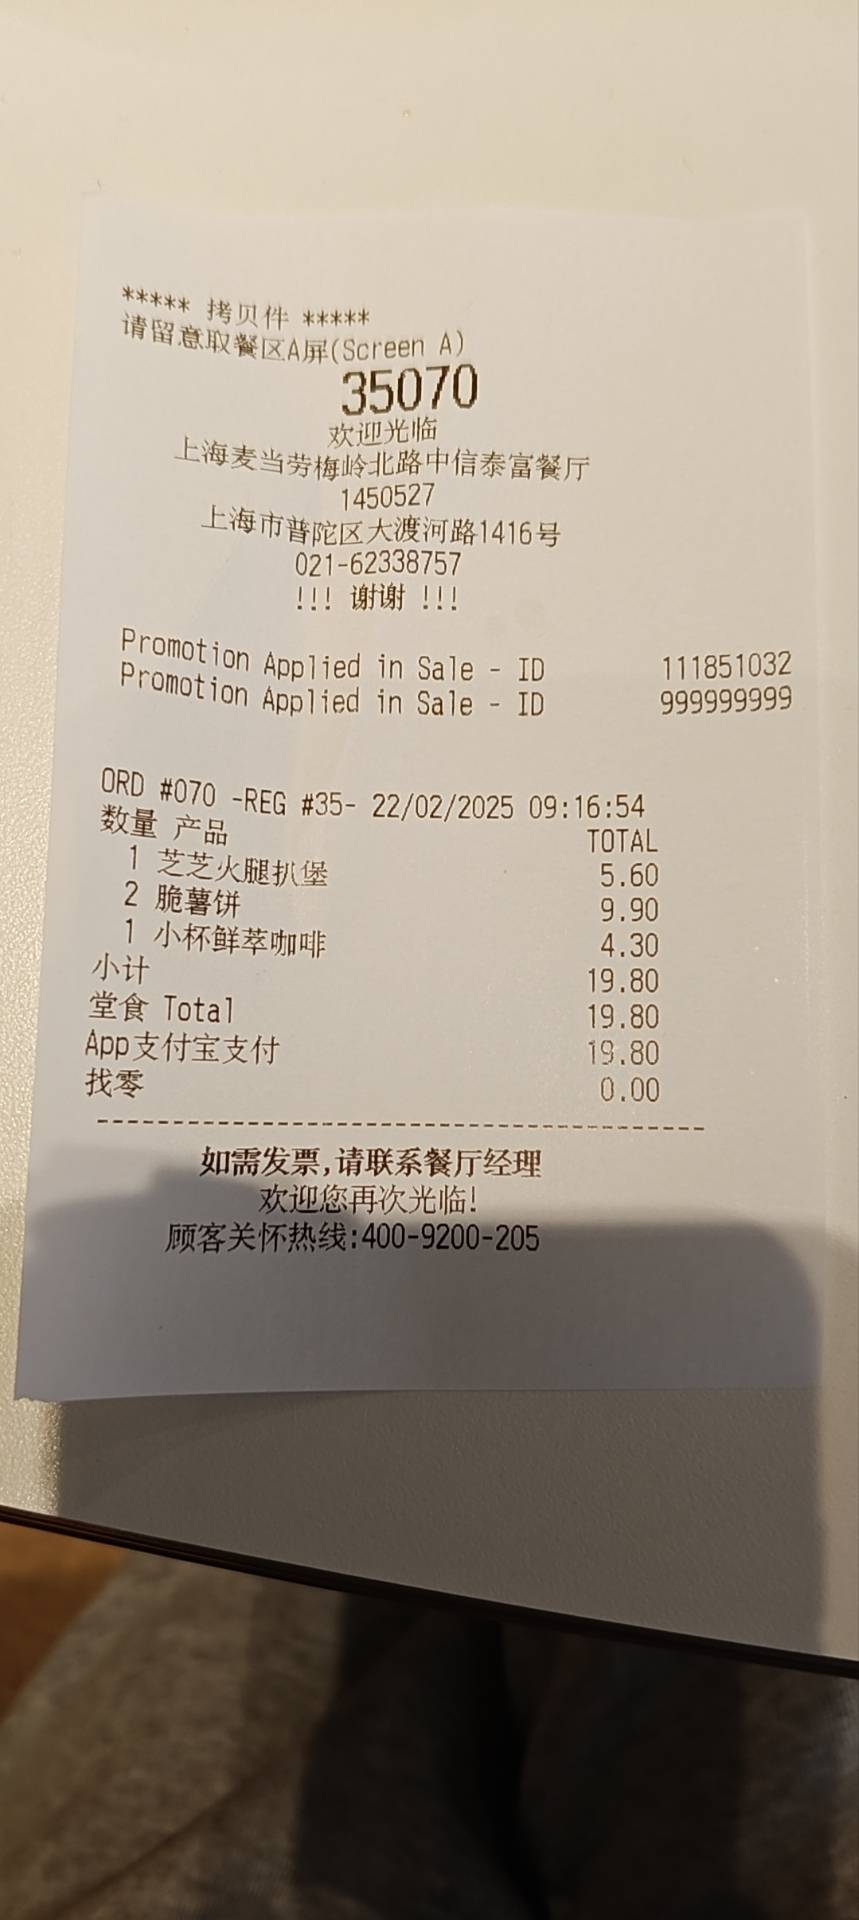 ***** 拷贝件 *****
请留意取餐区A屏(Screen A)
35070
欢迎光临
上海麦当劳梅岭北路中信泰富餐厅
1450527
上海市普陀区大渡河路1416号
021-62338757
!!! 谢谢 !!!
Promotion Applied in Sale - ID 111851032
Promotion Applied in Sale - ID 999999999
ORD #070 -REG #35- 22/02/2025 09:16:54
数量 产品 TOTAL
1 芝芝火腿扒堡 5.60
2 脆薯饼 9.90
1 小杯鲜萃咖啡 4.30
小计 19.80
堂食 Total 19.80
App支付宝支付 19.80
找零 0.00
------------------------------------------
如需发票,请联系餐厅经理
欢迎您再次光临!
顾客关怀热线:400-9200-205